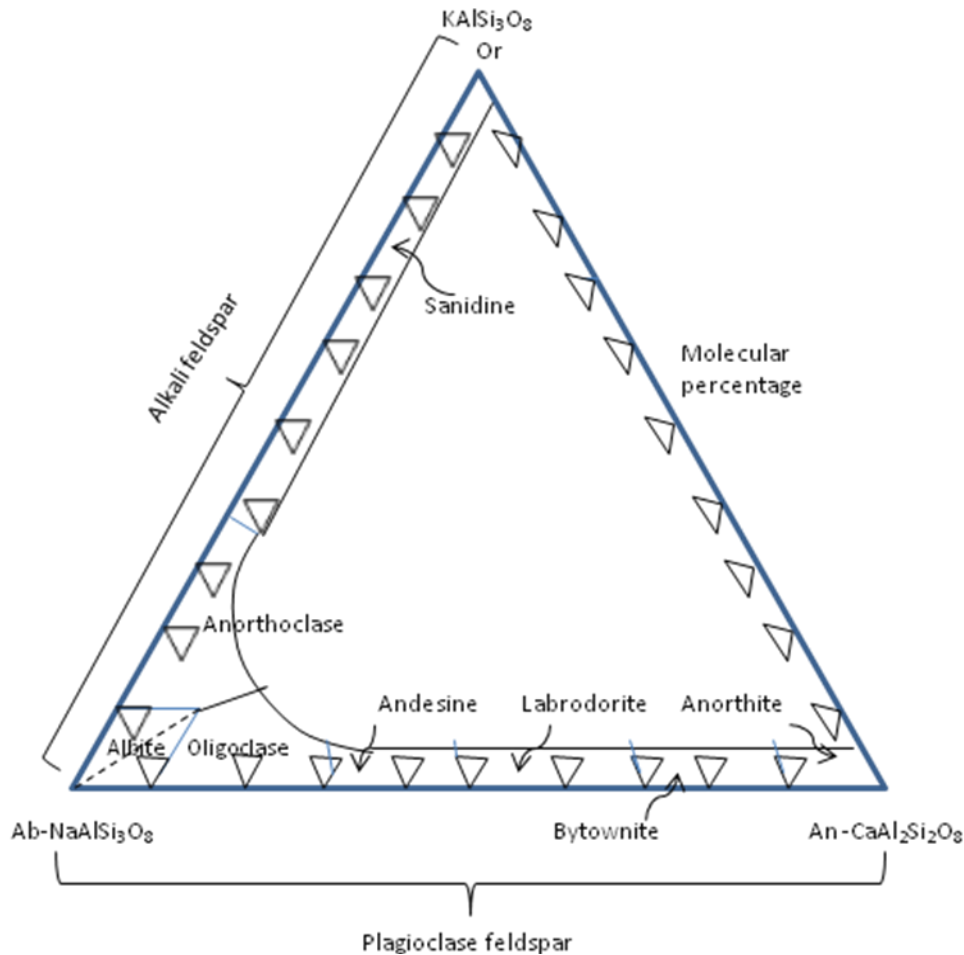 KAlSi₃O₈
Or
Alkali feldspar
Sanidine
Molecular
percentage
Anorthoclase
Andesine
Labrodorite
Anorthite
Albite
Oligoclase
Ab-NaAlSi₃O₈
Bytownite
An-CaAl₂Si₂O₈
Plagioclase feldspar